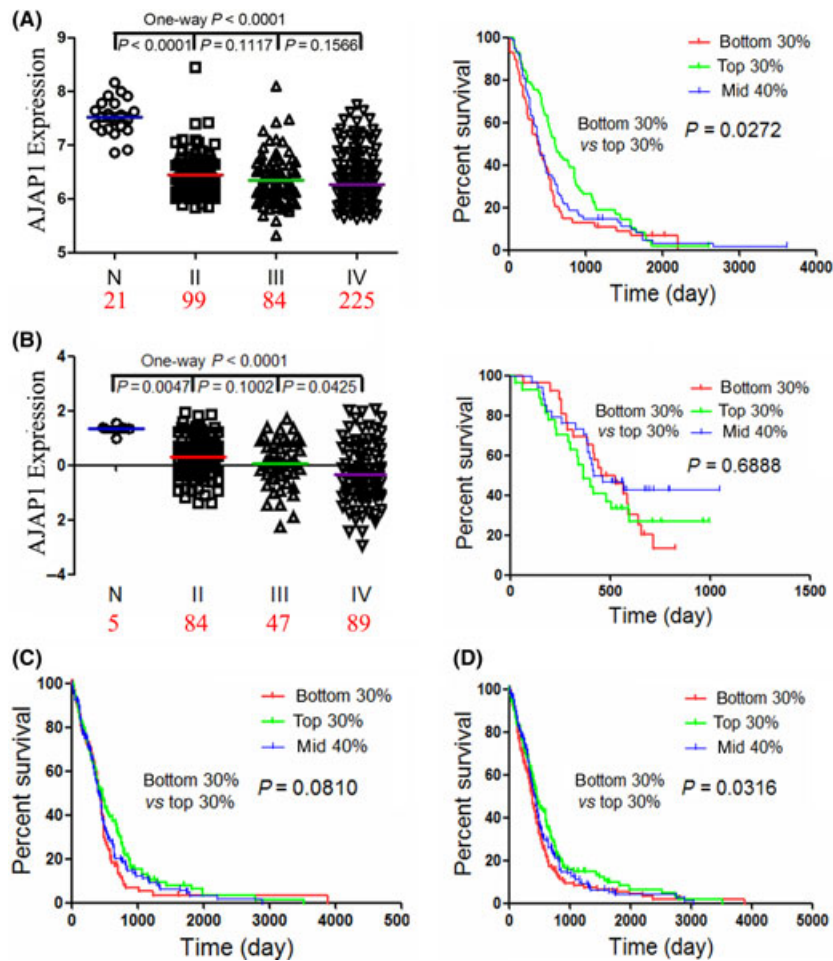 (A)
One-way P < 0.0001
P < 0.0001 P = 0.1117 P = 0.1566
AJAP1 Expression
9
8
7
6
5
N II III IV
21 99 84 225
Percent survival
100
80
60
40
20
0
Bottom 30%
Top 30%
Mid 40%
Bottom 30%
vs top 30%
P = 0.0272
0 1000 2000 3000 4000
Time (day)
(B)
One-way P < 0.0001
P = 0.0047 P = 0.1002 P = 0.0425
AJAP1 Expression
4
2
0
2
–4
N II III IV
5 84 47 89
Percent survival
100
80
60
40
20
0
Bottom 30%
Top 30%
Mid 40%
Bottom 30%
vs top 30%
P = 0.6888
0 500 1000 1500
Time (day)
(C)
Percent survival
100
80
60
40
20
0
Bottom 30%
Top 30%
Mid 40%
Bottom 30%
vs top 30%
P = 0.0810
0 1000 2000 3000 4000 500
Time (day)
(D)
Percent survival
100
80
60
40
20
0
Bottom 30%
Top 30%
Mid 40%
Bottom 30%
vs top 30%
P = 0.0316
0 1000 2000 3000 4000 5000
Time (day)